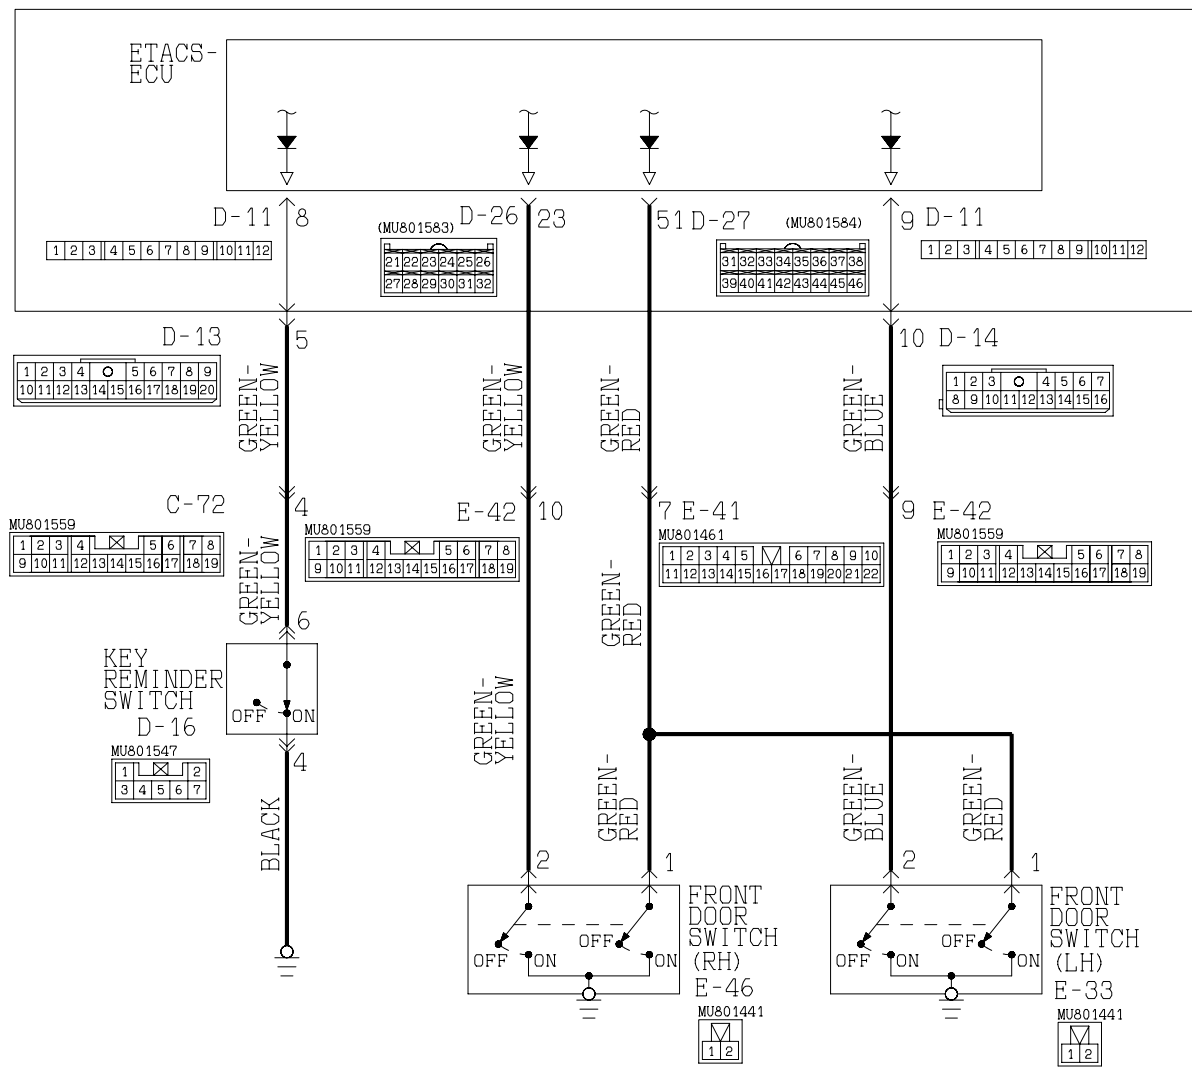 ETACS-
ECU
D-11 8
D-26 23
51 D-27
9 D-11
(MU801583)
(MU801584)
1 2 3 4 5 6 7 8 9 10 11 12
21 22 23 24 25 26
27 28 29 30 31 32
31 32 33 34 35 36 37 38
39 40 41 42 43 44 45 46
1 2 3 4 5 6 7 8 9 10 11 12
D-13 5
10 D-14
1 2 3 4 5 6 7 8 9
10 11 12 13 14 15 16 17 18 19 20
1 2 3 4 5 6 7
8 9 10 11 12 13 14 15 16
GREEN-
YELLOW
GREEN-
YELLOW
GREEN-
RED
GREEN-
BLUE
C-72 4
E-42 10
7 E-41
9 E-42
MU801559
1 2 3 4 5 6 7 8
9 10 11 12 13 14 15 16 17 18 19
MU801559
1 2 3 4 5 6 7 8
9 10 11 12 13 14 15 16 17 18 19
MU801461
1 2 3 4 5 6 7 8 9 10
11 12 13 14 15 16 17 18 19 20 21 22
MU801559
1 2 3 4 5 6 7 8
9 10 11 12 13 14 15 16 17 18 19
GREEN-
YELLOW
GREEN-
RED
6
KEY
REMINDER
SWITCH
D-16
OFF ON
MU801547
1 2
3 4 5 6 7
4
BLACK
GREEN-
YELLOW
GREEN-
RED
GREEN-
BLUE
GREEN-
RED
2
1
2
1
OFF ON
OFF ON
FRONT
DOOR
SWITCH
(RH)
E-46
MU801441
1 2
OFF ON
OFF ON
FRONT
DOOR
SWITCH
(LH)
E-33
MU801441
1 2